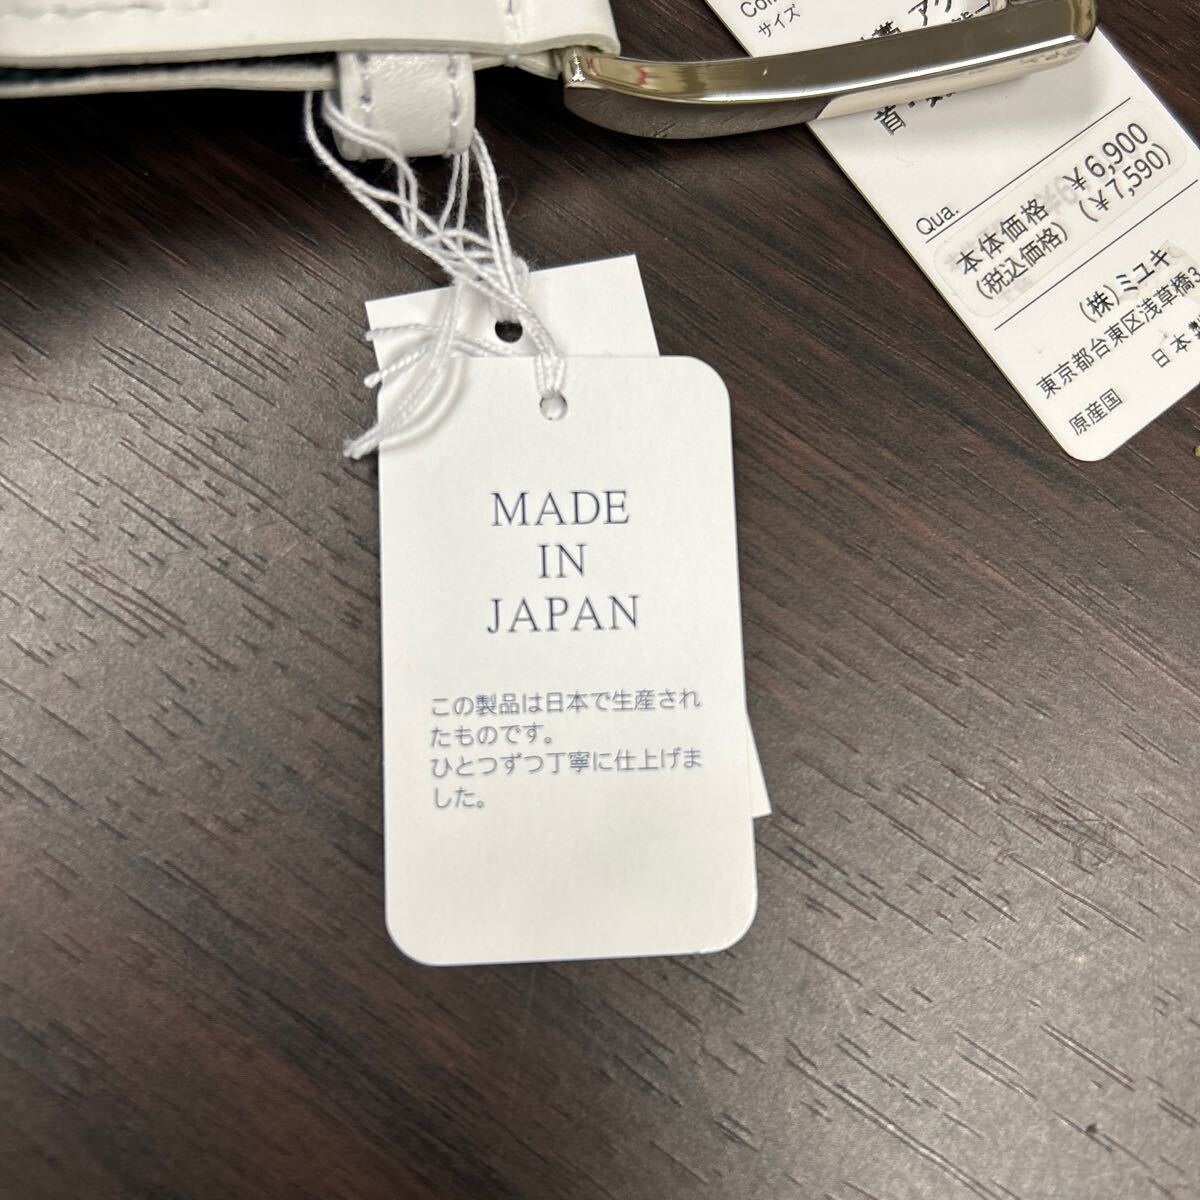 サイズ
Qua.
本体価格 ¥6,900
(税込価格) (¥7,590)
(株)ミユキ
東京都台東区浅草橋3
原産国 日本製
MADE
IN
JAPAN
この製品は日本で生産され
たものです。
ひとつずつ丁寧に仕上げま
した。